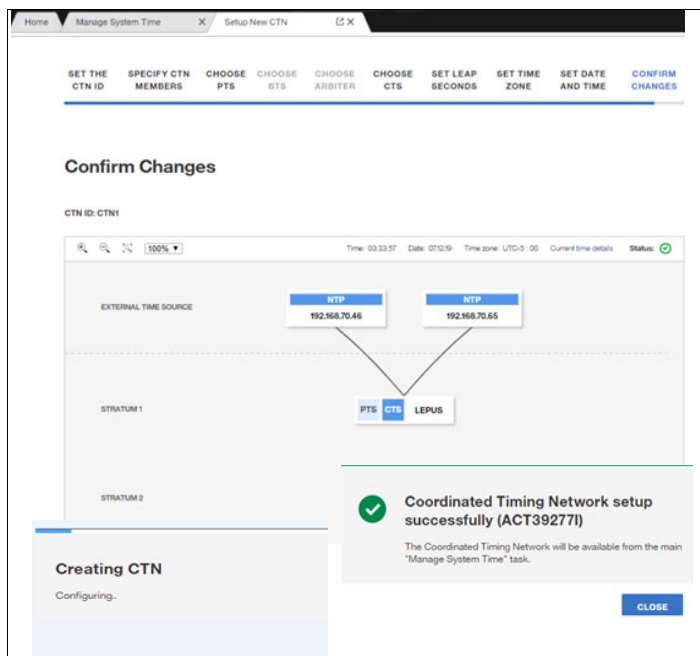 Home
Manage System Time X
Setup New CTN X
SET THE CTN ID
SPECIFY CTN MEMBERS
CHOOSE PTS
CHOOSE BTS
CHOOSE ARBITER
CHOOSE CTS
SET LEAP SECONDS
SET TIME ZONE
SET DATE AND TIME
CONFIRM CHANGES
Confirm Changes
CTN ID: CTN1
100% ▼
Time: 03:33:57 Date: 07.12.19 Time zone: UTC-5 : 00 Current time details Status:
EXTERNAL TIME SOURCE
NTP
192.168.70.46
NTP
192.168.70.65
STRATUM 1
PTS CTS LEPUS
STRATUM 2
Coordinated Timing Network setup
successfully (ACT39277I)
The Coordinated Timing Network will be available from the main
"Manage System Time" task.
CLOSE
Creating CTN
Configuring..